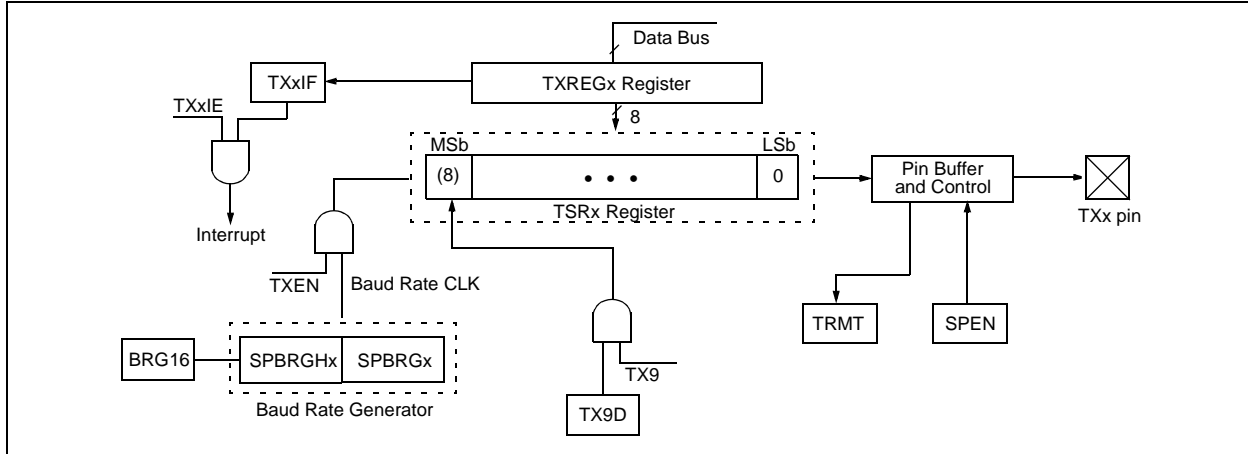 Data Bus
TXxIF
TXREGx Register
TXxIE
8
MSb
LSb
(8)
• • •
0
Pin Buffer
and Control
TSRx Register
TXx pin
Interrupt
TXEN
Baud Rate CLK
TRMT
SPEN
BRG16
SPBRGHx
SPBRGx
TX9
Baud Rate Generator
TX9D